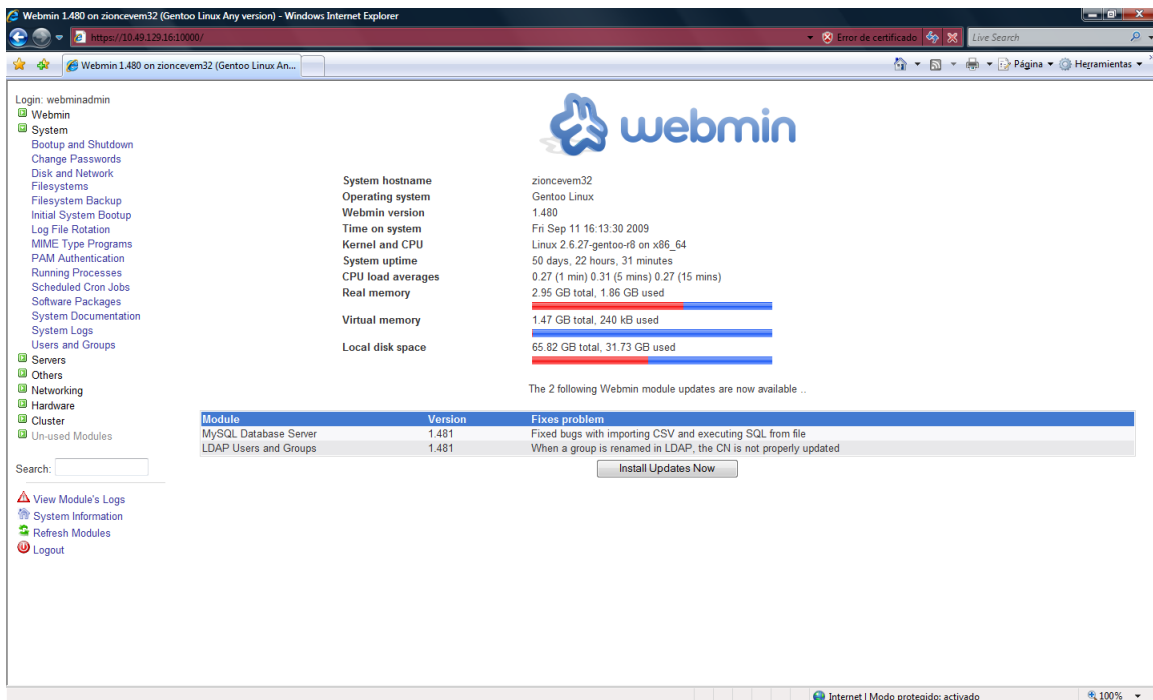 Webmin 1.480 on zioncevem32 (Gentoo Linux Any version) - Windows Internet Explorer
https://10.49.129.16:10000/
Error de certificado
Live Search
Webmin 1.480 on zioncevem32 (Gentoo Linux An...
Página
Herramientas
Login: webminadmin
Webmin
System
Bootup and Shutdown
Change Passwords
Disk and Network
Filesystems
Filesystem Backup
Initial System Bootup
Log File Rotation
MIME Type Programs
PAM Authentication
Running Processes
Scheduled Cron Jobs
Software Packages
System Documentation
System Logs
Users and Groups
Servers
Others
Networking
Hardware
Cluster
Un-used Modules
Search:
View Module's Logs
System Information
Refresh Modules
Logout
webmin
System hostname zioncevem32
Operating system Gentoo Linux
Webmin version 1.480
Time on system Fri Sep 11 16:13:30 2009
Kernel and CPU Linux 2.6.27-gentoo-r8 on x86_64
System uptime 50 days, 22 hours, 31 minutes
CPU load averages 0.27 (1 min) 0.31 (5 mins) 0.27 (15 mins)
Real memory 2.95 GB total, 1.86 GB used
Virtual memory 1.47 GB total, 240 kB used
Local disk space 65.82 GB total, 31.73 GB used
The 2 following Webmin module updates are now available ..
Module Version Fixes problem
MySQL Database Server 1.481 Fixed bugs with importing CSV and executing SQL from file
LDAP Users and Groups 1.481 When a group is renamed in LDAP, the CN is not properly updated
Install Updates Now
Internet | Modo protegido: activado
100%